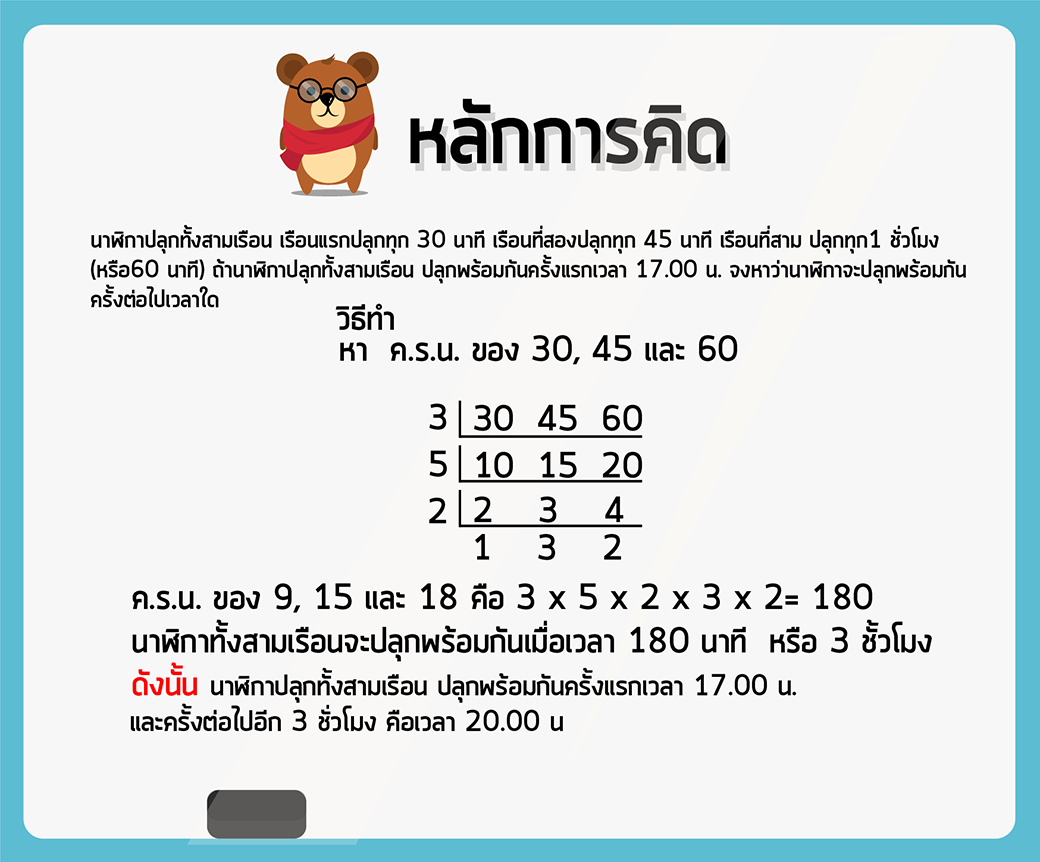 หลักการคิด
นาฬิกาปลุกทั้งสามเรือน เรือนแรกปลุกทุก 30 นาที เรือนที่สองปลุกทุก 45 นาที เรือนที่สาม ปลุกทุก1 ชั่วโมง
(หรือ60 นาที) ถ้านาฬิกาปลุกทั้งสามเรือน ปลุกพร้อมกันครั้งแรกเวลา 17.00 น. จงหาว่านาฬิกาจะปลุกพร้อมกัน
ครั้งต่อไปเวลาใด
วิธีทำ
หา ค.ร.น. ของ 30, 45 และ 60
3 30 45 60
5 10 15 20
2 2 3 4
1 3 2
ค.ร.น. ของ 9, 15 และ 18 คือ 3 x 5 x 2 x 3 x 2= 180
นาฬิกาทั้งสามเรือนจะปลุกพร้อมกันเมื่อเวลา 180 นาที หรือ 3 ชั้วโมง
ดังนั้น นาฬิกาปลุกทั้งสามเรือน ปลุกพร้อมกันครั้งแรกเวลา 17.00 น.
และครั้งต่อไปอีก 3 ชั่วโมง คือเวลา 20.00 น